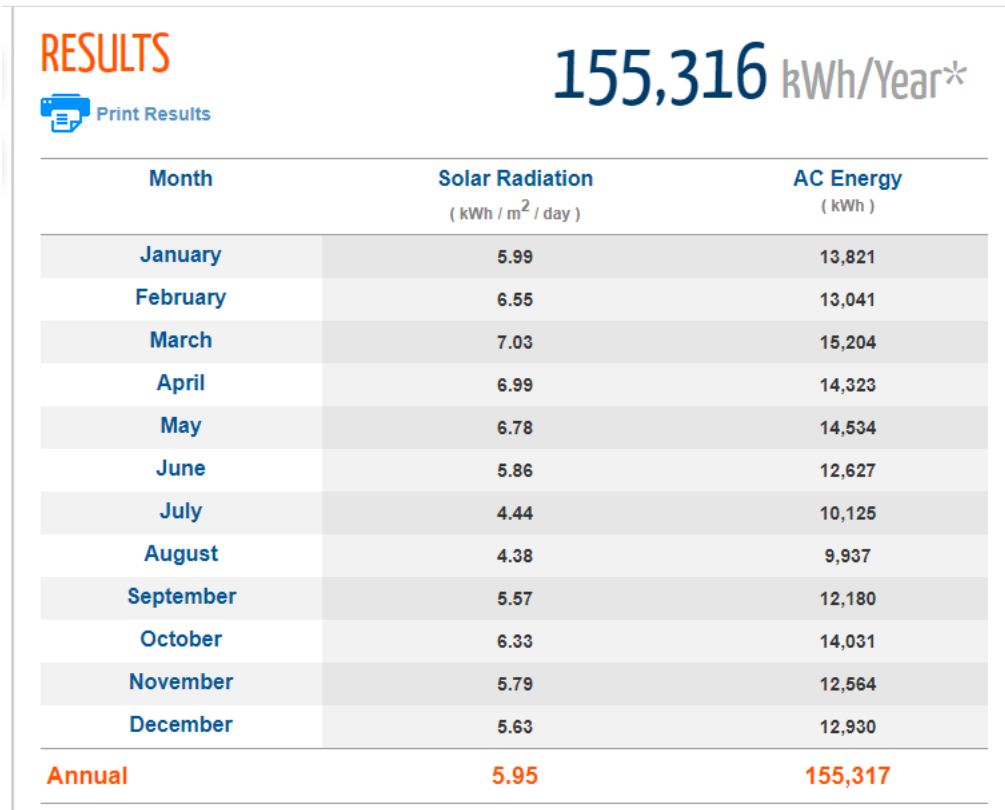 RESULTS
155,316 kWh/Year*
Print Results
Month Solar Radiation AC Energy
( kWh / m2 / day ) ( kWh )
January 5.99 13,821
February 6.55 13,041
March 7.03 15,204
April 6.99 14,323
May 6.78 14,534
June 5.86 12,627
July 4.44 10,125
August 4.38 9,937
September 5.57 12,180
October 6.33 14,031
November 5.79 12,564
December 5.63 12,930
Annual 5.95 155,317